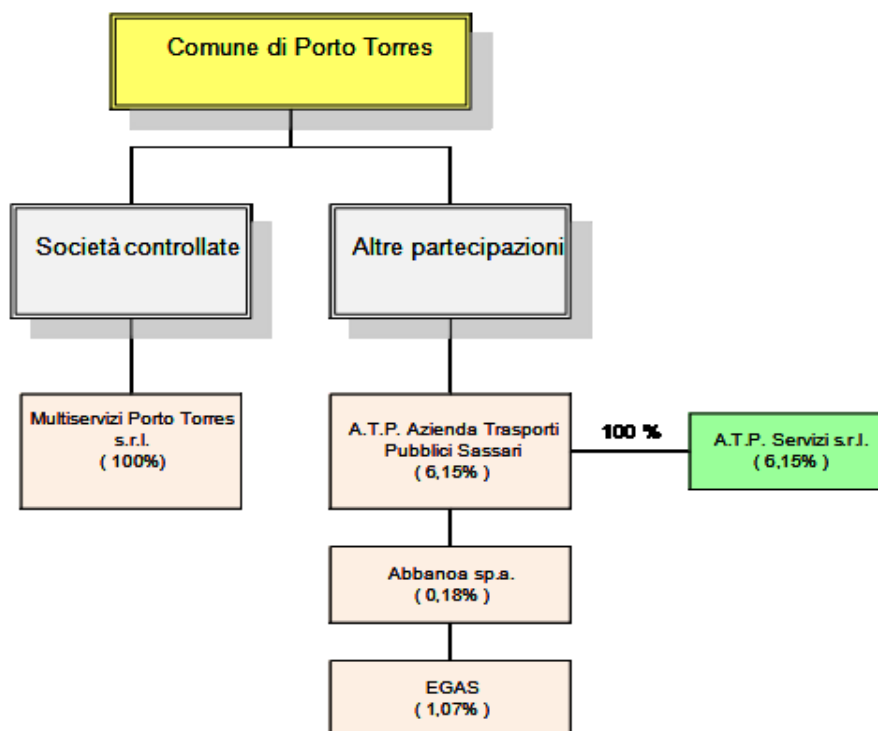 Comune di Porto Torres
Società controllate
Altre partecipazioni
Multiservizi Porto Torres
s.r.l.
( 100%)
A.T.P. Azienda Trasporti
Pubblici Sassari
( 6,15% )
100 %
A.T.P. Servizi s.r.l.
( 6,15% )
Abbanoa sp.a.
( 0,18% )
EGAS
( 1,07% )